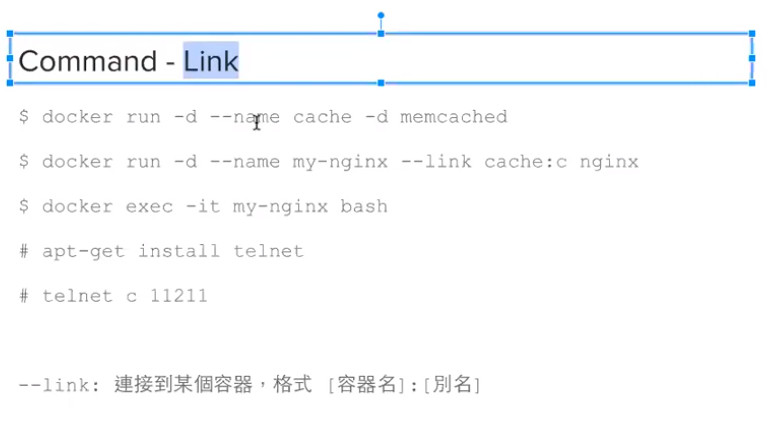 Command - Link
$ docker run -d --name cache -d memcached
$ docker run -d --name my-nginx --link cache:c nginx
$ docker exec -it my-nginx bash
# apt-get install telnet
# telnet c 11211
--link: 連接到某個容器，格式 [容器名]:[別名]